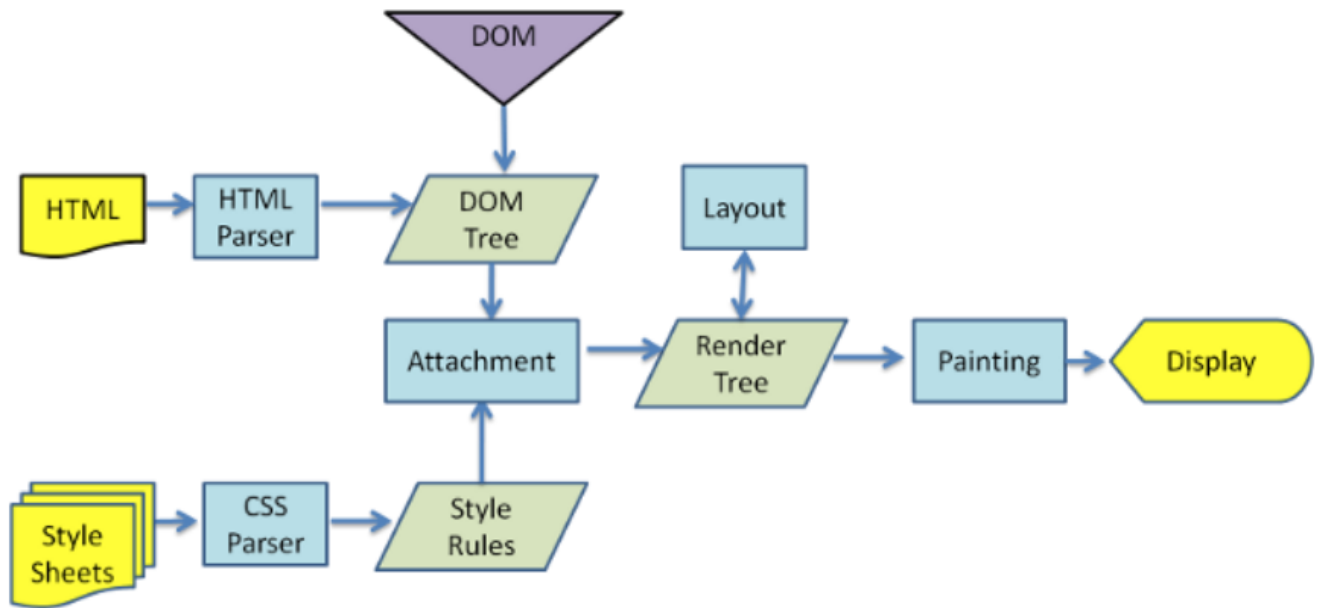 DOM
HTML
HTML
Parser
DOM
Tree
Layout
Attachment
Render
Tree
Painting
Display
Style
Sheets
CSS
Parser
Style
Rules